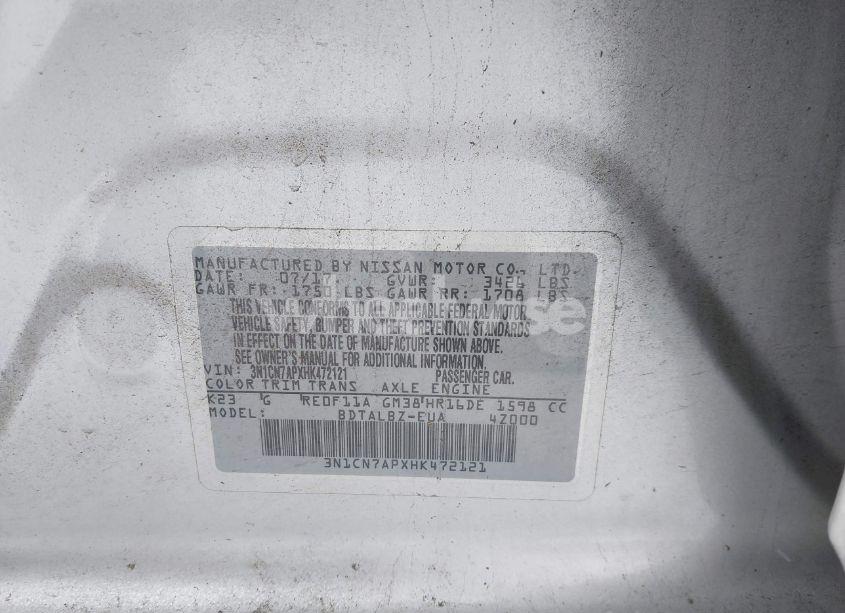 MANUFACTURED BY NISSAN MOTOR CO., LTD.
DATE: 07/17 GVWR: 3426 LBS
GAWR FR: 1750 LBS GAWR RR: 1708 LBS
THIS VEHICLE CONFORMS TO ALL APPLICABLE FEDERAL MOTOR
VEHICLE SAFETY, BUMPER AND THEFT PREVENTION STANDARDS
IN EFFECT ON THE DATE OF MANUFACTURE SHOWN ABOVE.
SEE OWNER'S MANUAL FOR ADDITIONAL INFORMATION.
VIN: 3N1CN7APXHK472121 PASSENGER CAR.
COLOR TRIM TRANS AXLE ENGINE
K23 G RE0F11A GM38 HR16DE 1598 CC
MODEL: BDTALBZ-EUA 4Z000
3N1CN7APXHK472121